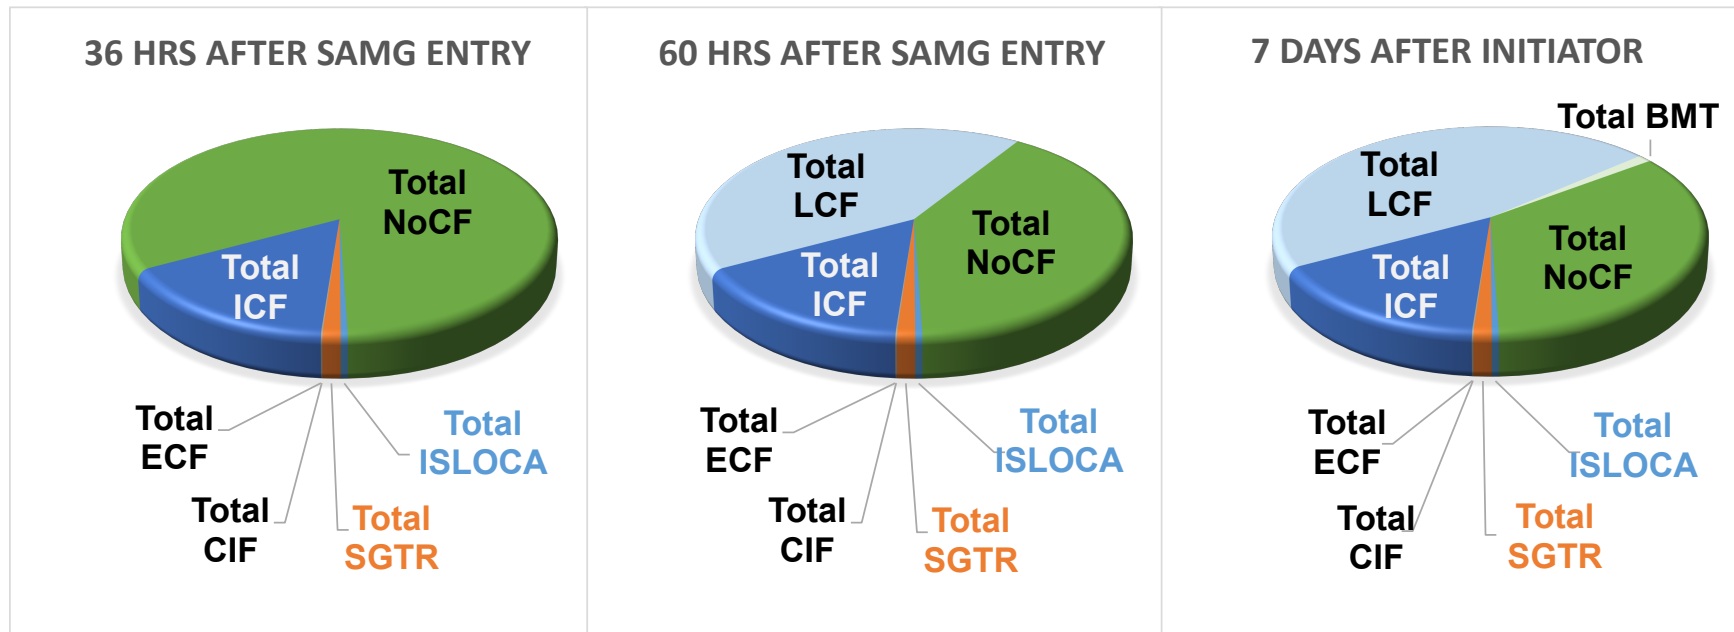 36 HRS AFTER SAMG ENTRY
Total
NoCF
Total
ICF
Total
ECF
Total
CIF
Total
SGTR
Total
ISLOCA
60 HRS AFTER SAMG ENTRY
Total
LCF
Total
NoCF
Total
ICF
Total
ECF
Total
CIF
Total
SGTR
Total
ISLOCA
7 DAYS AFTER INITIATOR
Total BMT
Total
LCF
Total
NoCF
Total
ICF
Total
ECF
Total
CIF
Total
SGTR
Total
ISLOCA